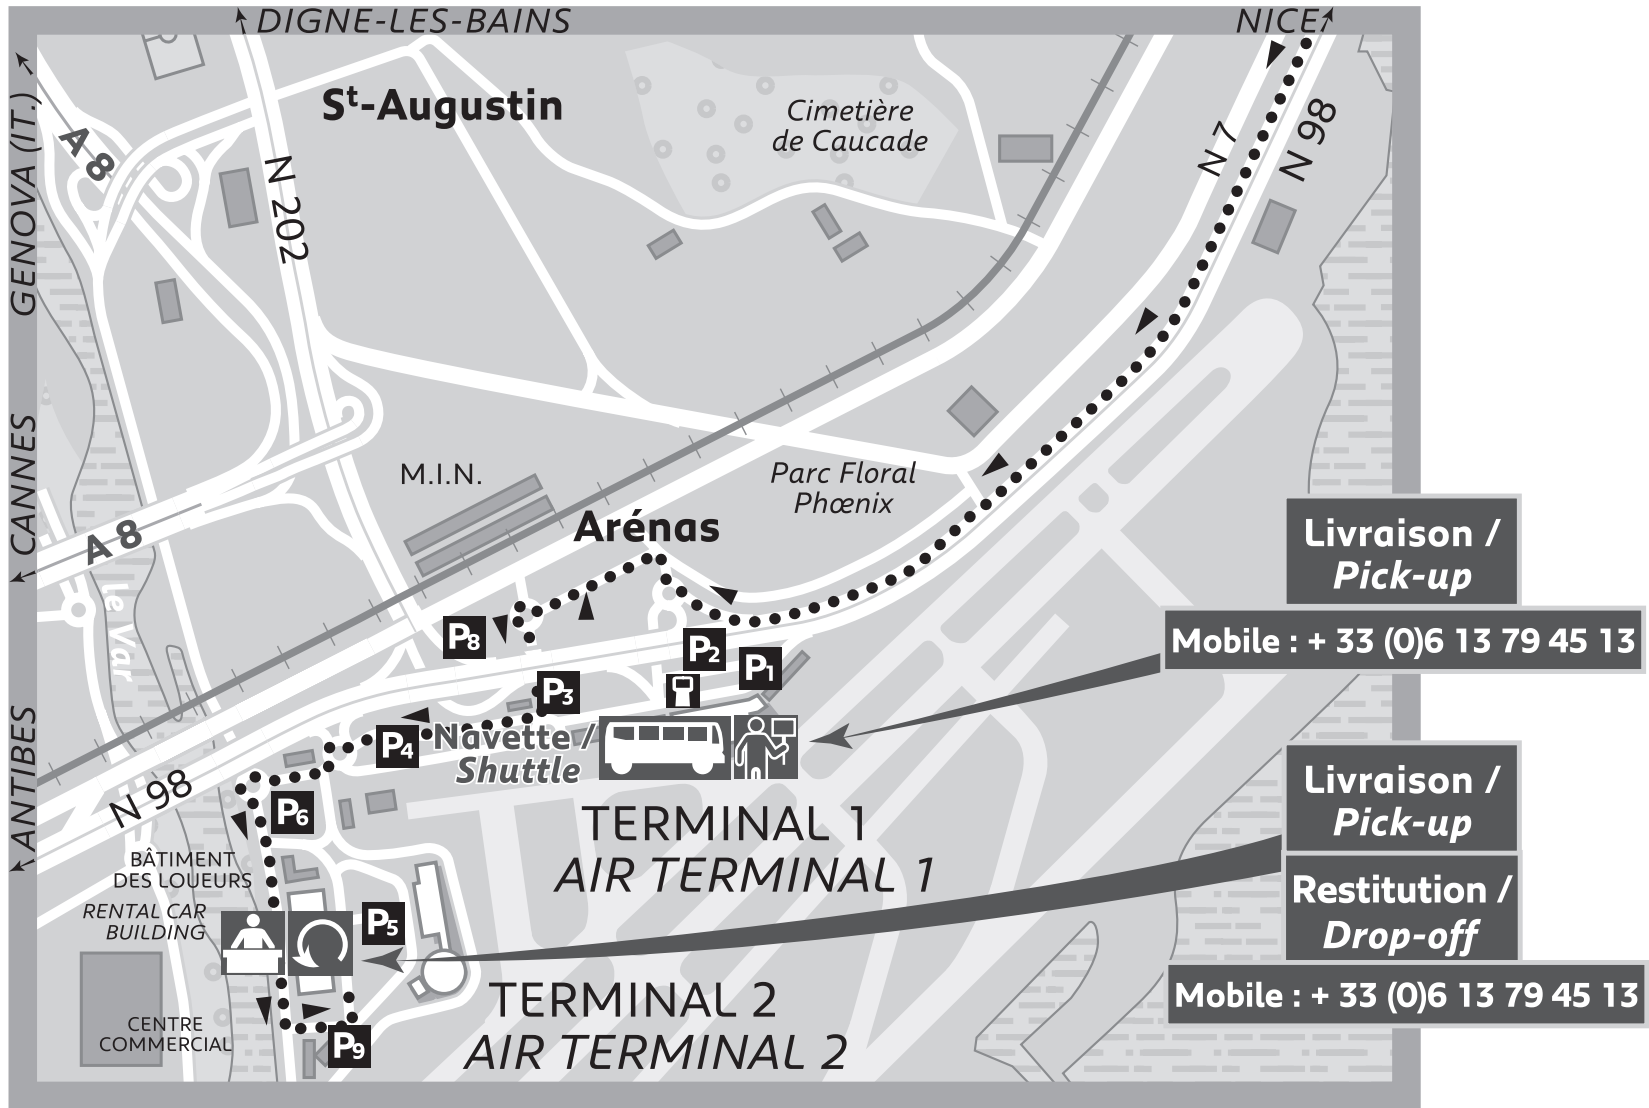 DIGNE-LES-BAINS
NICE
GENOVA (IT.)
CANNES
ANTIBES
A 8
St-Augustin
Cimetière
de Caucade
N 7
N 98
N 202
M.I.N.
Parc Floral
Phœnix
Arénas
A 8
Le Var
P8
P2
P1
P3
P4
Navette /
Shuttle
N 98
P6
TERMINAL 1
AIR TERMINAL 1
BÂTIMENT
DES LOUEURS
RENTAL CAR
BUILDING
P5
TERMINAL 2
AIR TERMINAL 2
CENTRE
COMMERCIAL
P9
Livraison /
Pick-up
Mobile : + 33 (0)6 13 79 45 13
Livraison /
Pick-up
Restitution /
Drop-off
Mobile : + 33 (0)6 13 79 45 13